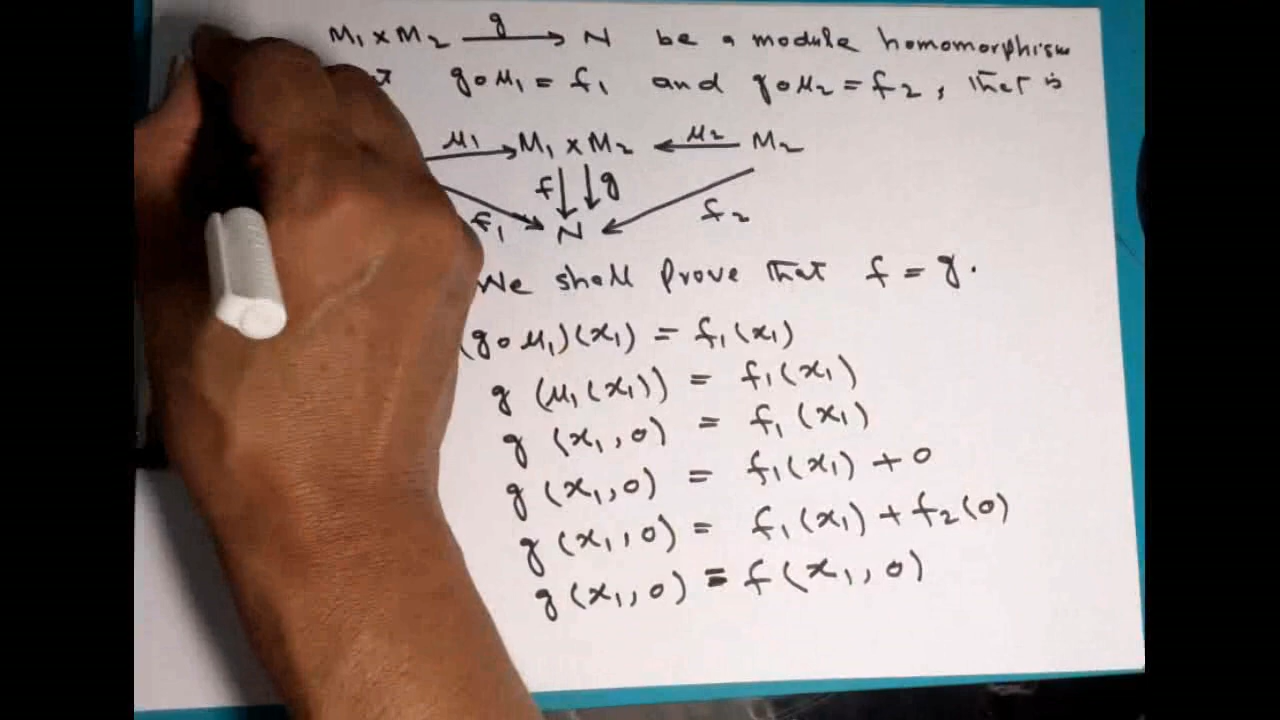 M₁ × M₂ —g→ N be a module homomorphism
g∘μ₁ = f₁ and g∘μ₂ = f₂, that is
μ₁→ M₁ × M₂ ←μ₂ M₂
f↓ ↓g
f₁ N f₂
We shall prove that f = g.
(g∘μ₁)(x₁) = f₁(x₁)
g (μ₁(x₁)) = f₁(x₁)
g (x₁, 0) = f₁(x₁)
g (x₁, 0) = f₁(x₁) + 0
g (x₁, 0) = f₁(x₁) + f₂(0)
g (x₁, 0) = f(x₁, 0)